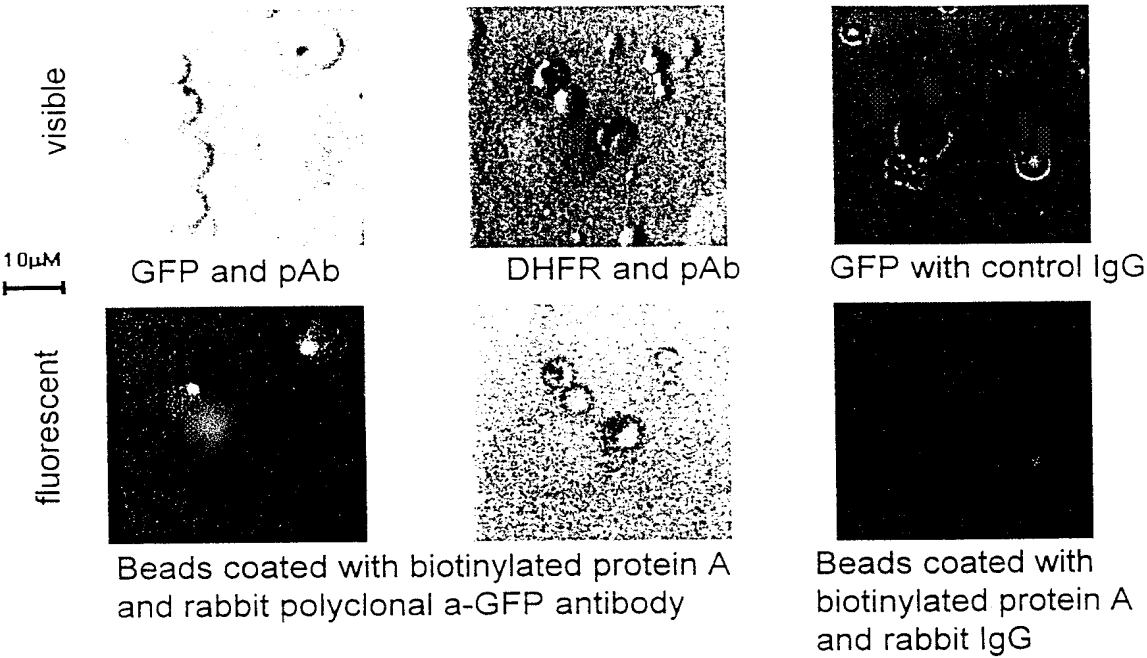 visible
GFP and pAb
DHFR and pAb
GFP with control IgG
10μM
fluorescent
Beads coated with biotinylated protein A
and rabbit polyclonal a-GFP antibody
Beads coated with
biotinylated protein A
and rabbit IgG